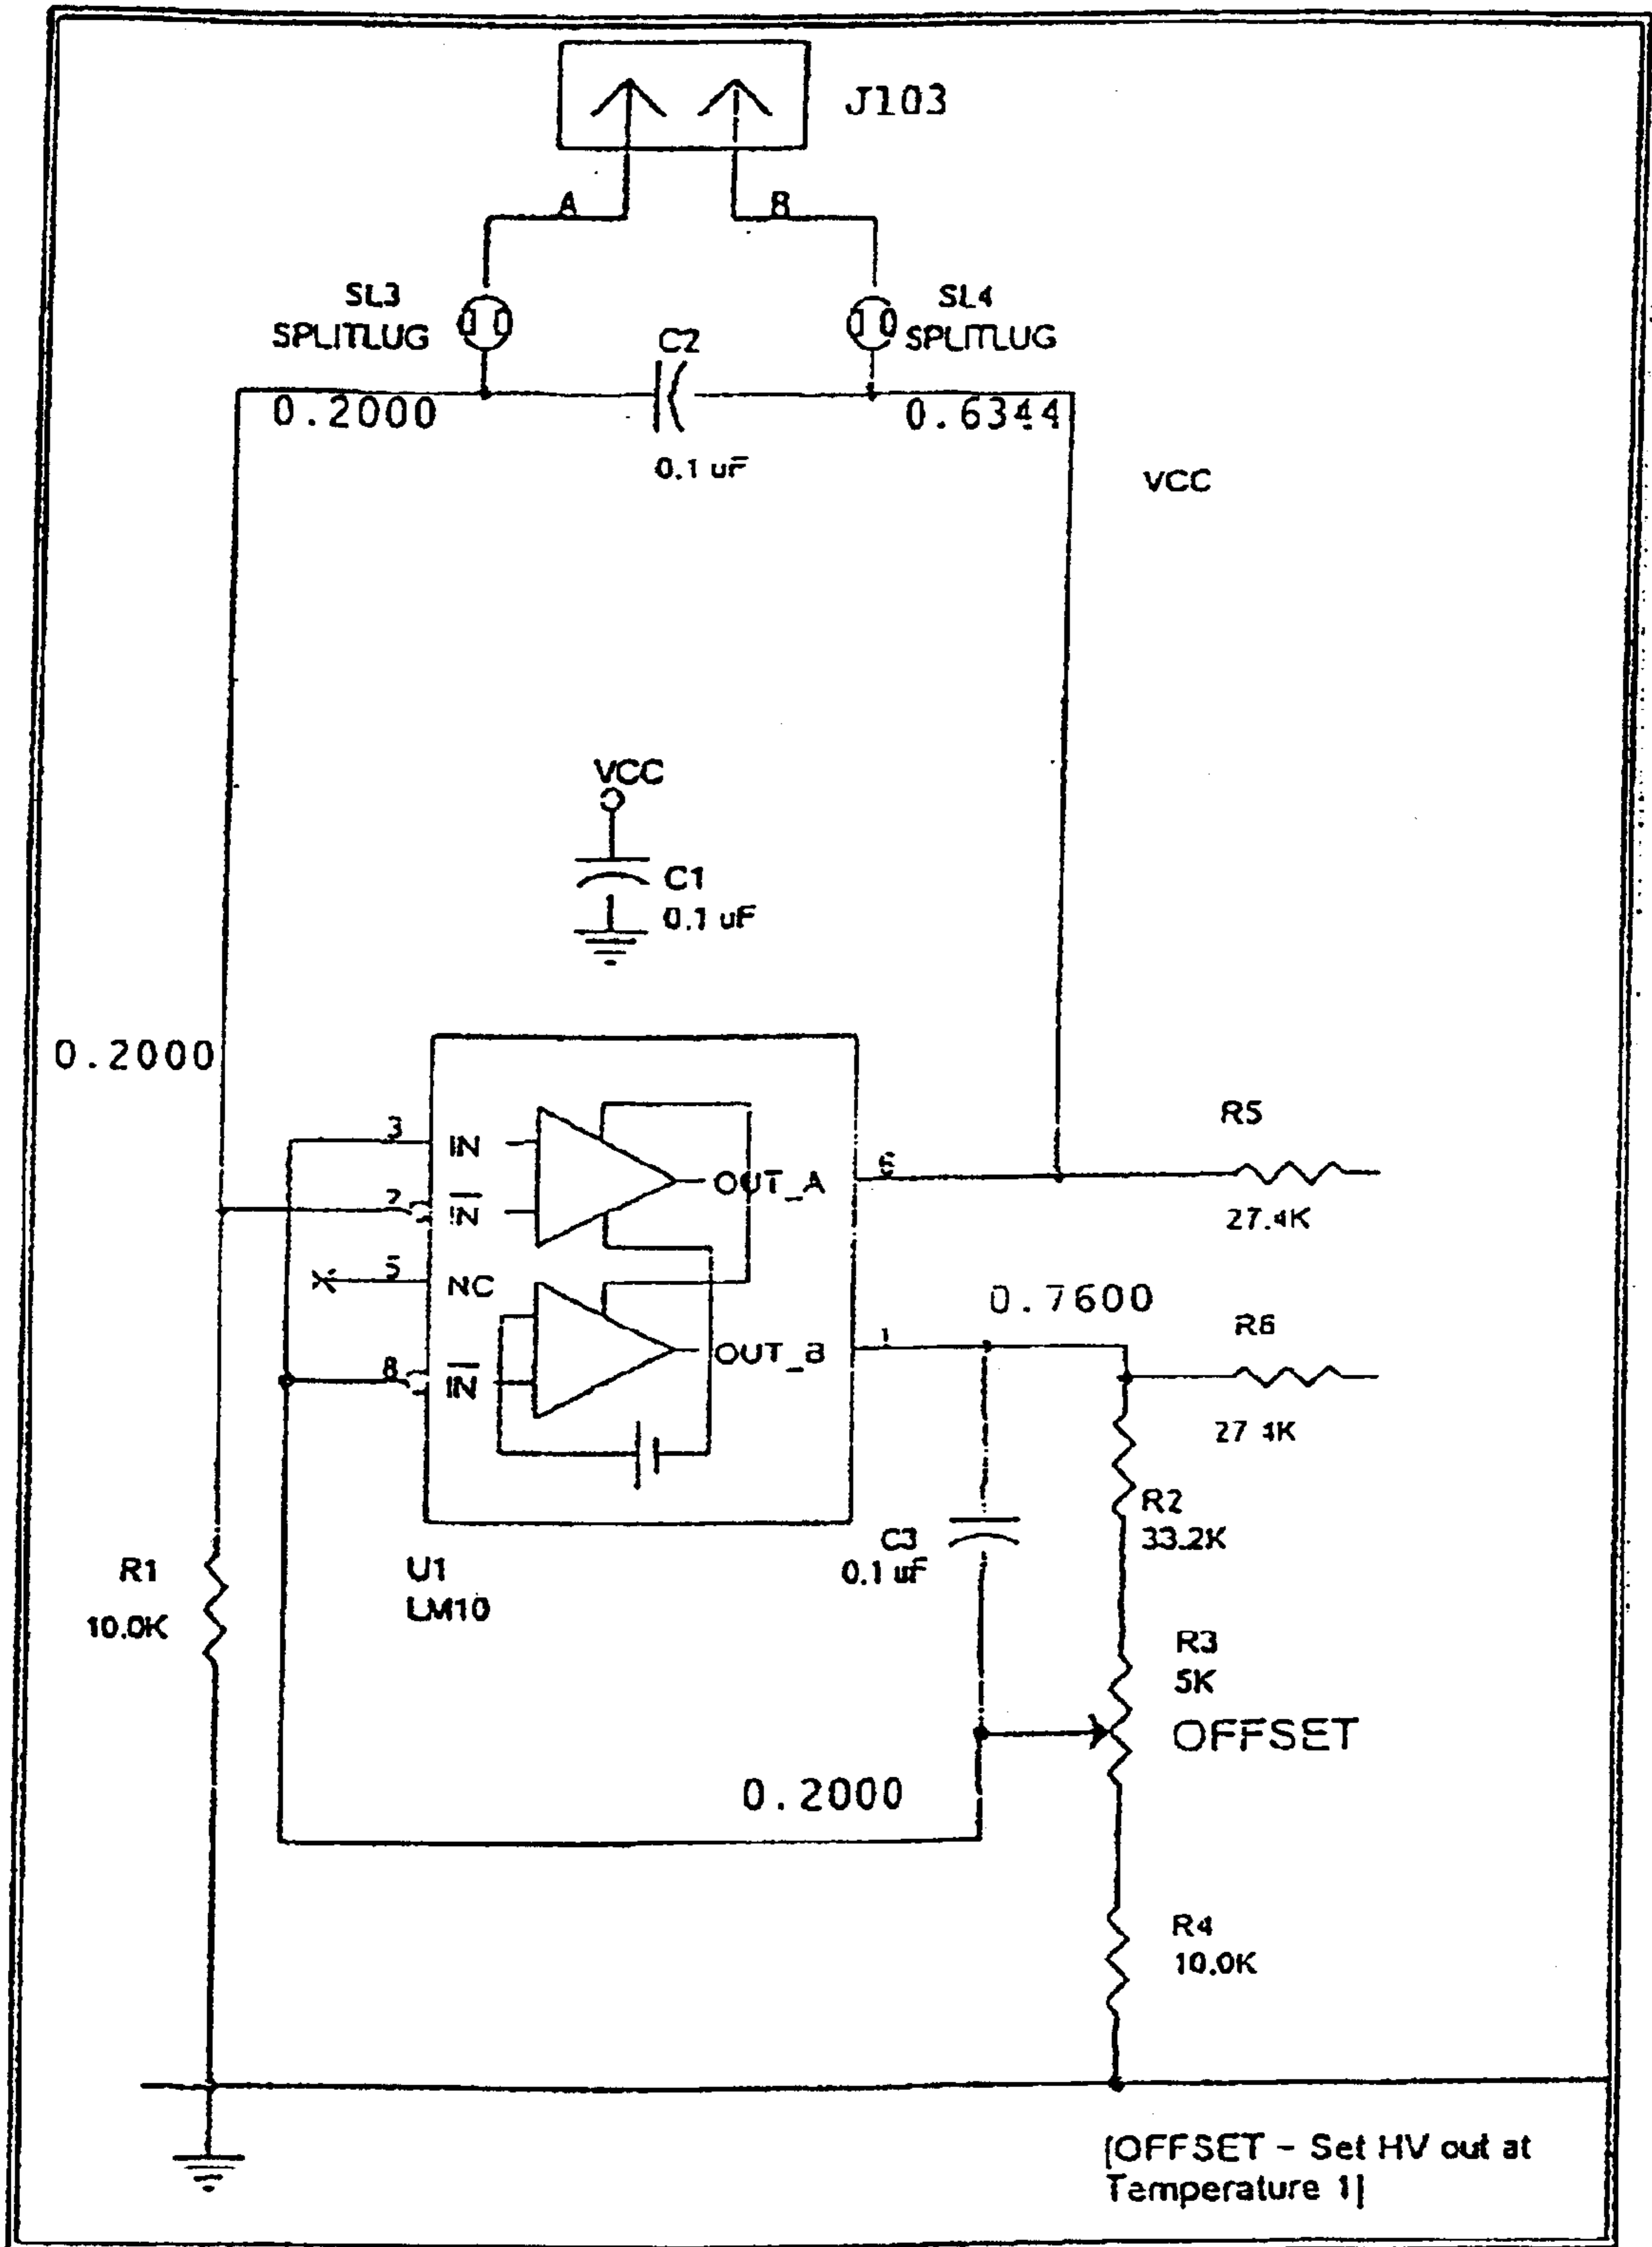 J103
A
B
SL3
SPLITLUG
C2
SL4
SPLITLUG
0.2000
0.6344
0.1 uF
VCC
VCC
C1
0.1 uF
0.2000
3
IN
OUT_A
6
R5
2
IN
27.4K
5
NC
0.7600
R6
8
IN
OUT_B
1
27 4K
R2
33.2K
C3
0.1 uF
R1
10.0K
U1
LM10
R3
5K
OFFSET
0.2000
R4
10.0K
[OFFSET - Set HV out at
Temperature 1]